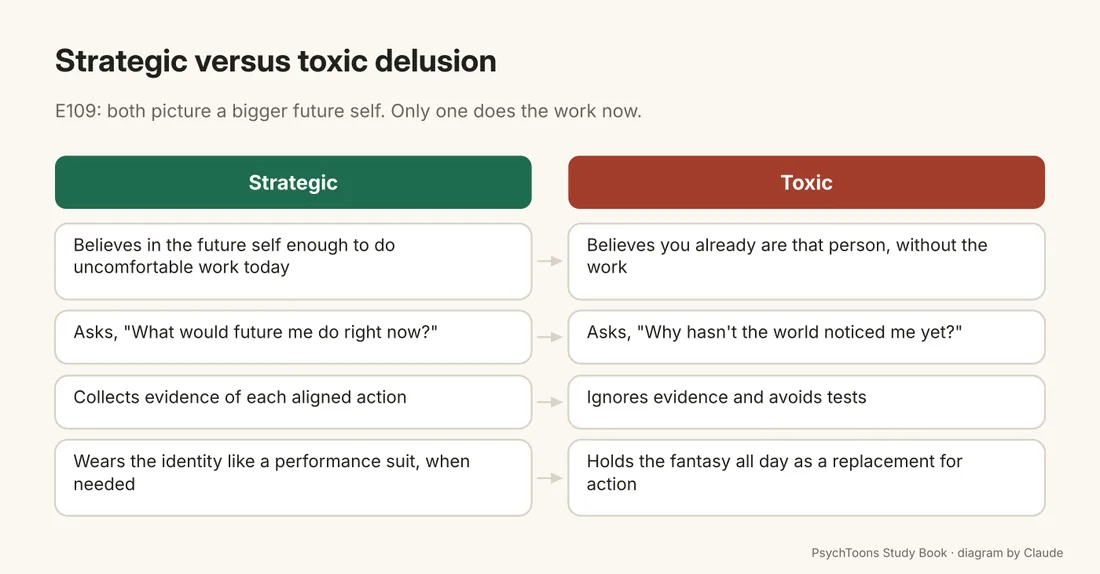 Strategic versus toxic delusion
E109: both picture a bigger future self. Only one does the work now.
Strategic
Toxic
Believes in the future self enough to do
uncomfortable work today
Believes you already are that person, without the
work
Asks, "What would future me do right now?"
Asks, "Why hasn't the world noticed me yet?"
Collects evidence of each aligned action
Ignores evidence and avoids tests
Wears the identity like a performance suit, when
needed
Holds the fantasy all day as a replacement for
action
PsychToons Study Book · diagram by Claude